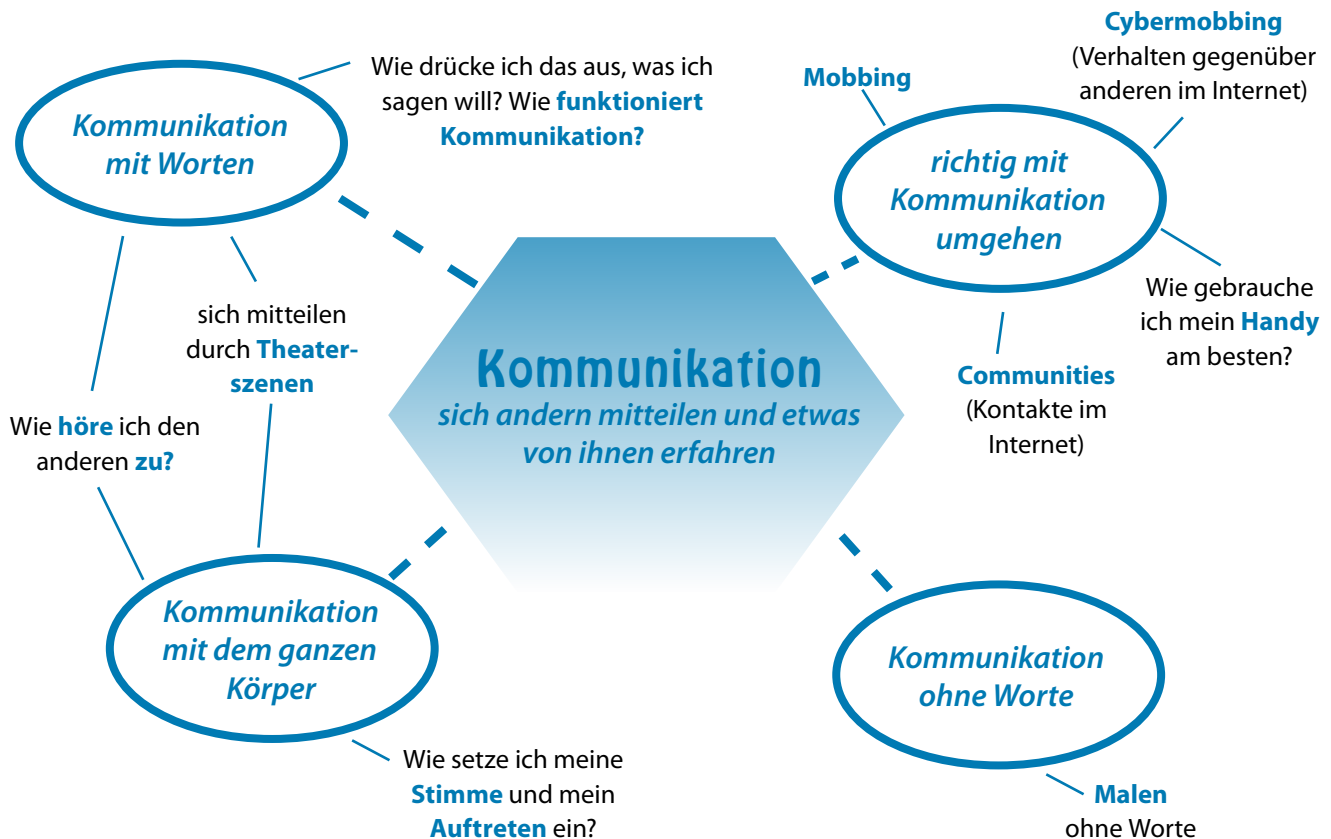 Kommunikation
mit Worten
Wie drücke ich das aus, was ich
sagen will? Wie funktioniert
Kommunikation?
Mobbing
Cybermobbing
(Verhalten gegenüber
anderen im Internet)
richtig mit
Kommunikation
umgehen
Wie gebrauche
ich mein Handy
am besten?
Communities
(Kontakte im
Internet)
sich mitteilen
durch Theater-
szenen
Wie höre ich den
anderen zu?
Kommunikation
sich andern mitteilen und etwas
von ihnen erfahren
Kommunikation
mit dem ganzen
Körper
Wie setze ich meine
Stimme und mein
Auftreten ein?
Kommunikation
ohne Worte
Malen
ohne Worte